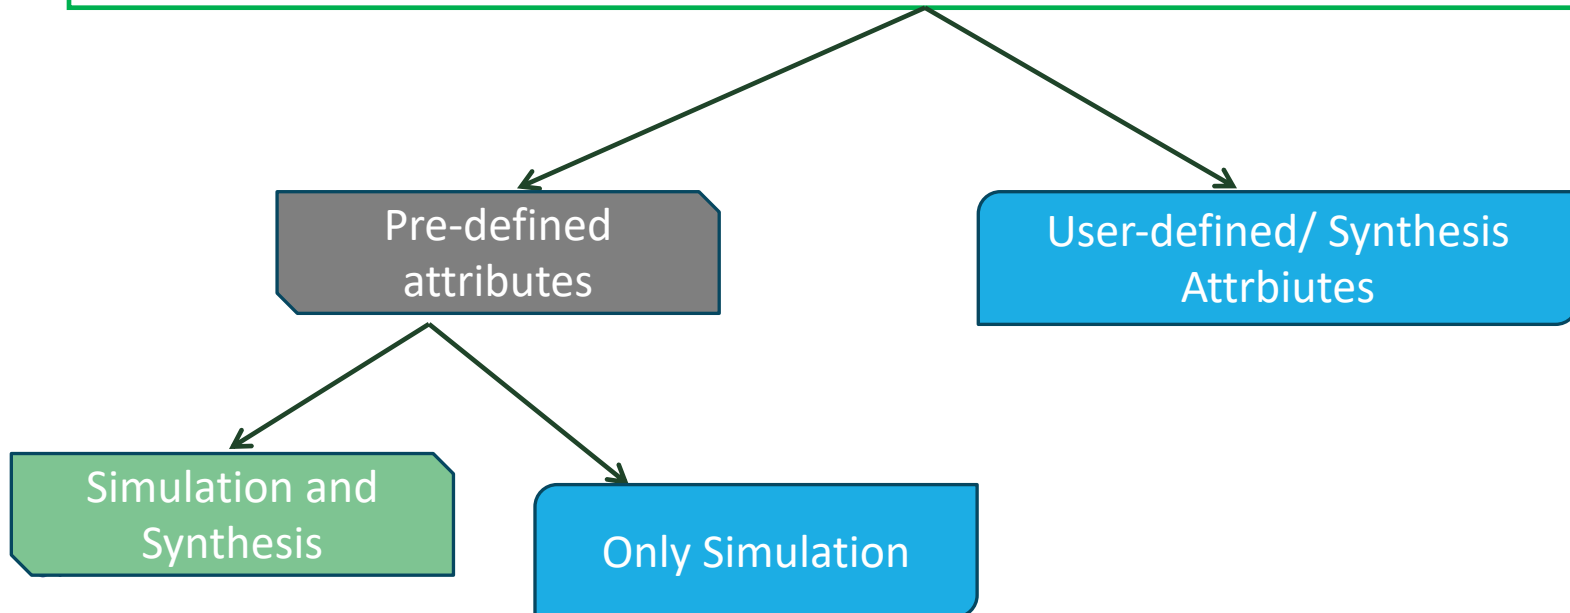 Pre-defined
attributes
User-defined/ Synthesis
Attrbiutes
Simulation and
Synthesis
Only Simulation